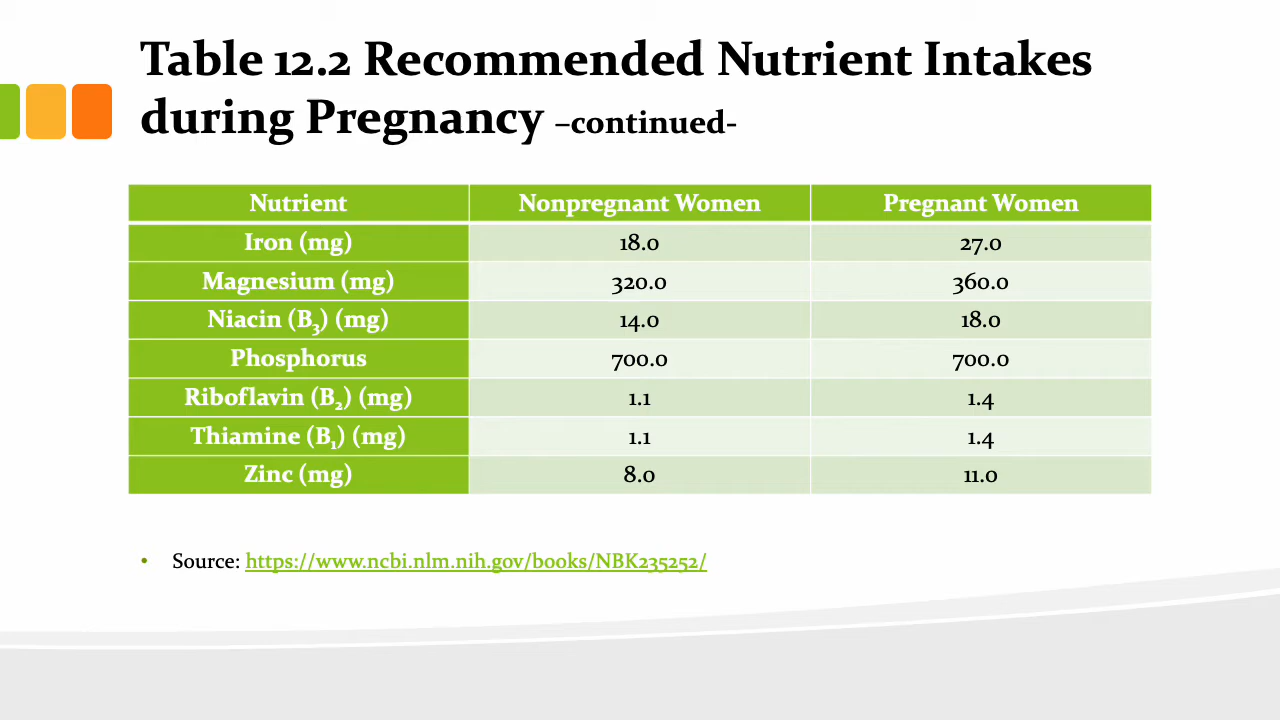 Table 12.2 Recommended Nutrient Intakes
during Pregnancy –continued-
Nutrient Nonpregnant Women Pregnant Women
Iron (mg) 18.0 27.0
Magnesium (mg) 320.0 360.0
Niacin (B₃) (mg) 14.0 18.0
Phosphorus 700.0 700.0
Riboflavin (B₂) (mg) 1.1 1.4
Thiamine (B₁) (mg) 1.1 1.4
Zinc (mg) 8.0 11.0
• Source: https://www.ncbi.nlm.nih.gov/books/NBK235252/